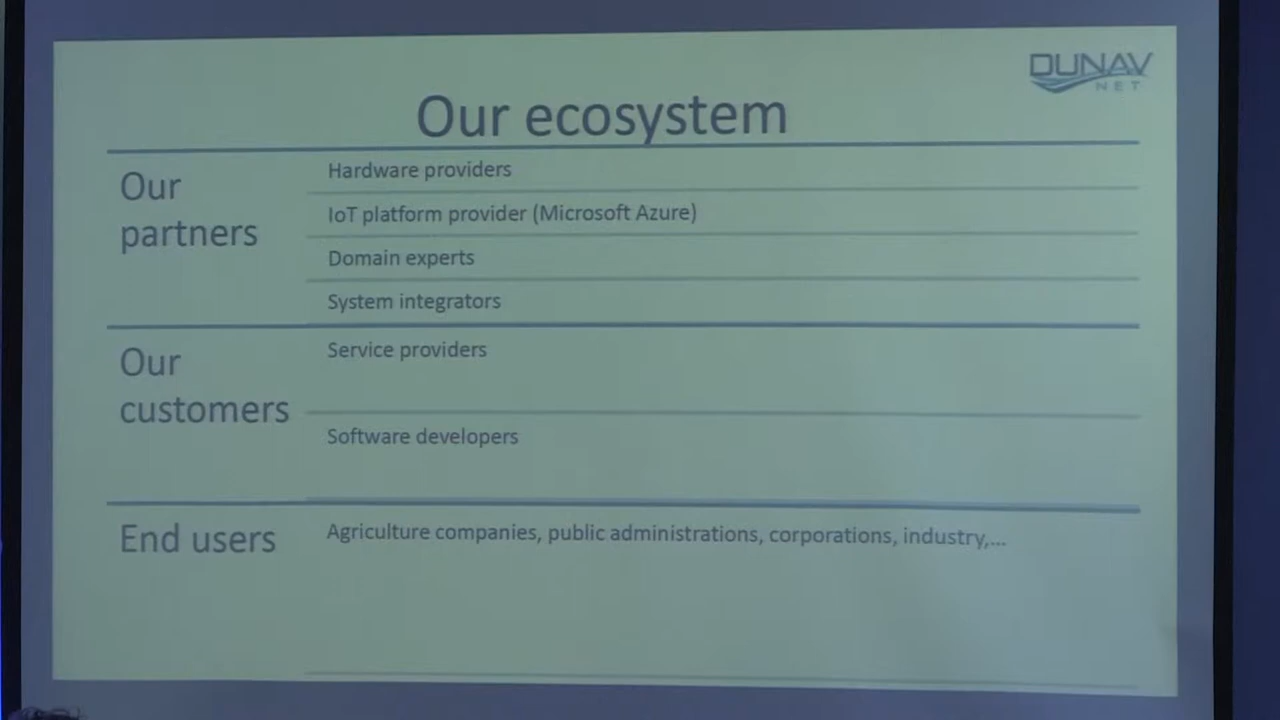 DUNAV
NET
Our ecosystem
Our
partners
Hardware providers
IoT platform provider (Microsoft Azure)
Domain experts
System integrators
Our
customers
Service providers
Software developers
End users
Agriculture companies, public administrations, corporations, industry,...